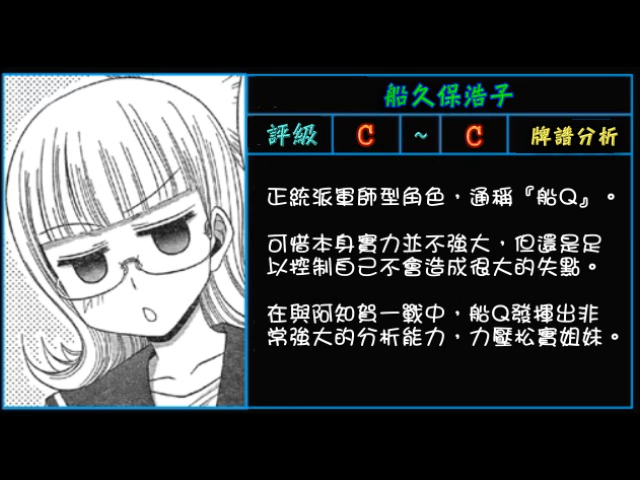 船久保浩子
評級 C ~ C 牌譜分析
正統派軍師型角色，通稱『船Q』。
可惜本身實力並不強大，但還是足
以控制自己不會造成很大的失點。
在與阿知賀一戰中，船Q發揮出非
常強大的分析能力，力壓松實姐妹。